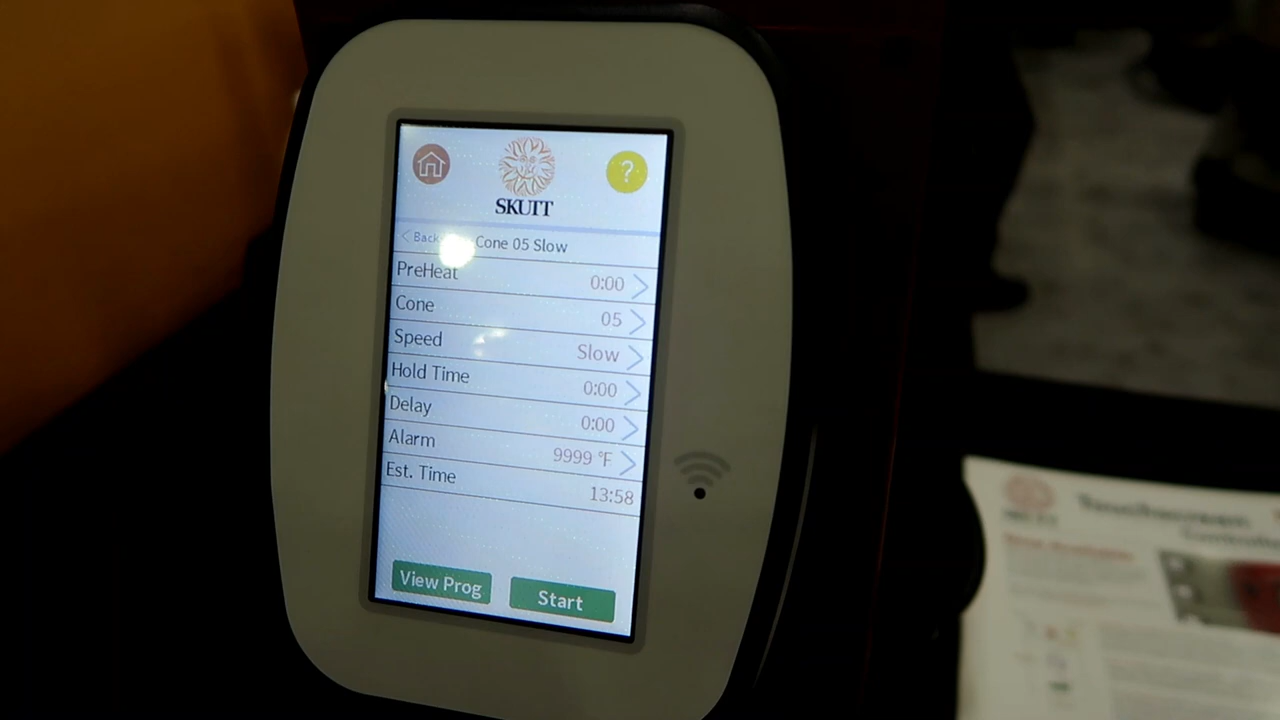 ?
SKUTT
< Back Cone 05 Slow
PreHeat 0:00 >
Cone 05 >
Speed Slow >
Hold Time 0:00 >
Delay 0:00 >
Alarm 9999 °F >
Est. Time 13:58
View Prog Start
Touchscreen